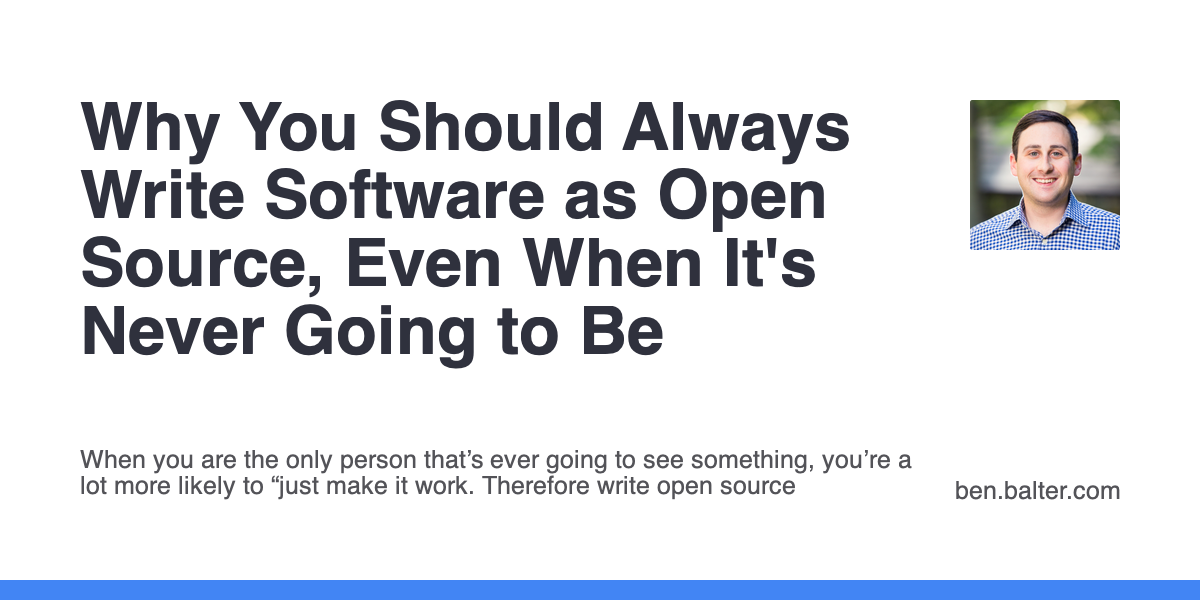 Why You Should Always
Write Software as Open
Source, Even When It's
Never Going to Be
When you are the only person that’s ever going to see something, you’re a
lot more likely to “just make it work. Therefore write open source
ben.balter.com